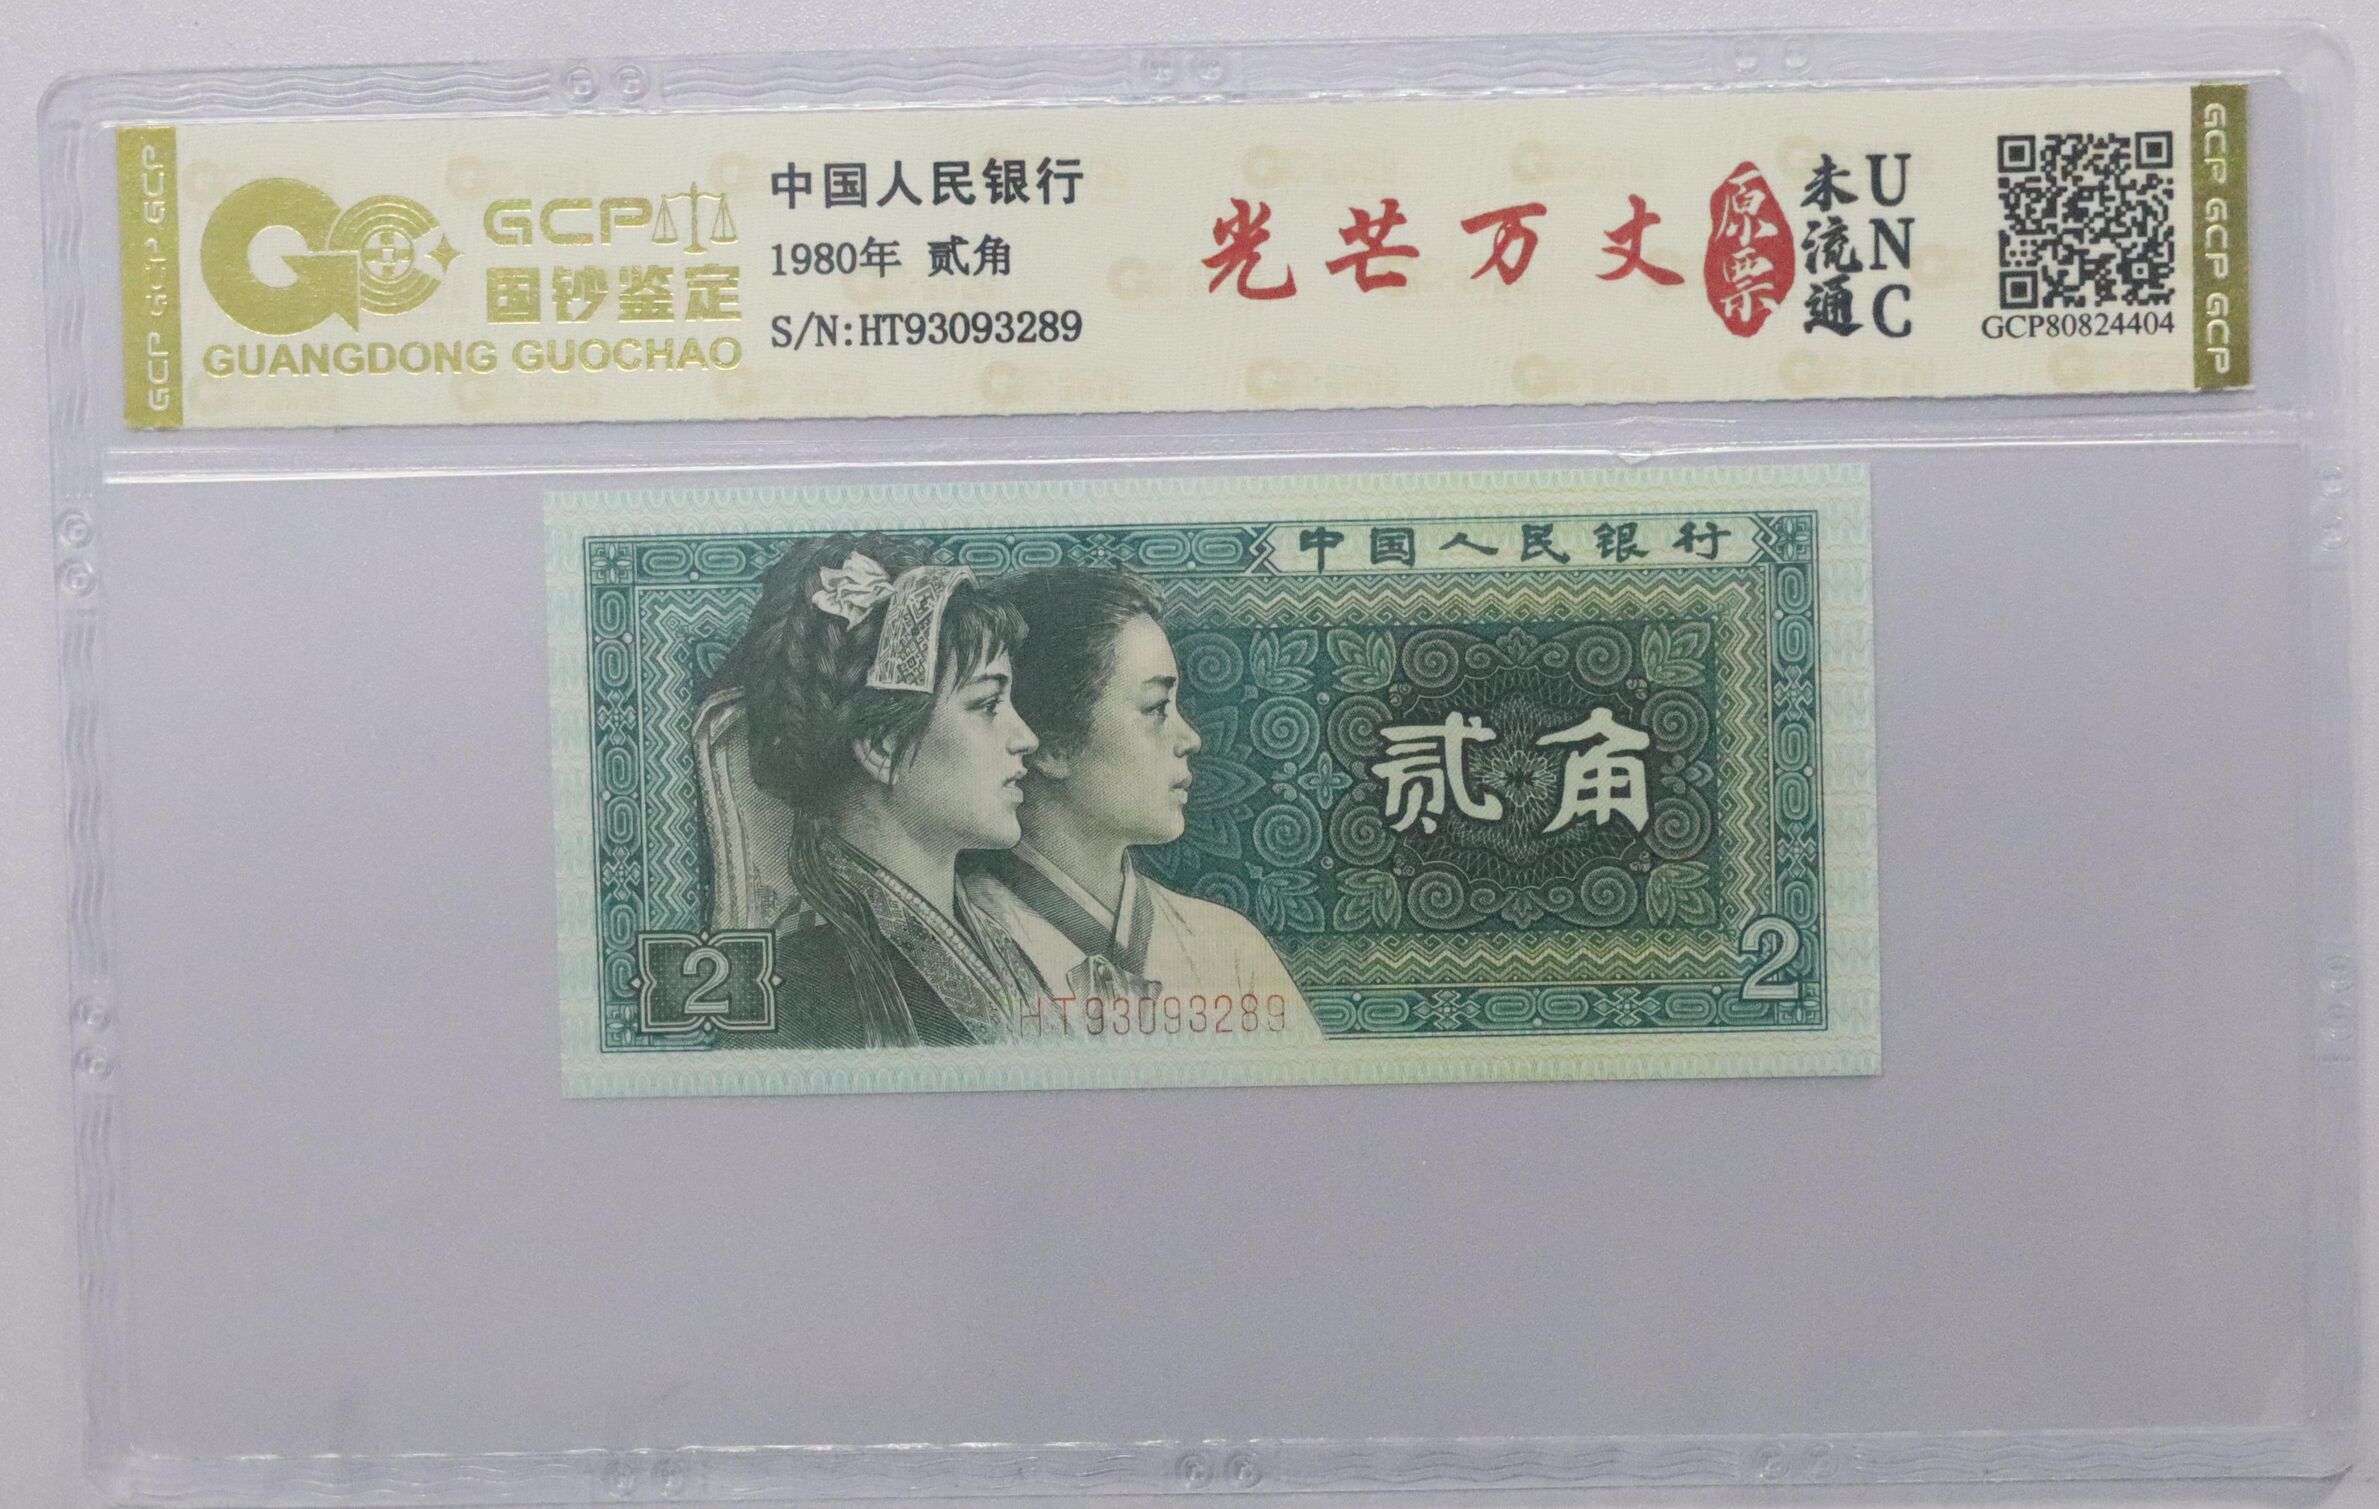 GCP GCP GCP GCP
GCP
国钞鉴定
GUANGDONG GUOCHAO
中国人民银行
1980年 贰角
S/N:HT93093289
光芒万丈
原票
未流通
UNC
GCP80824404
GCP GCP GCP GCP
中国人民银行
贰角
2
2
HT93093289